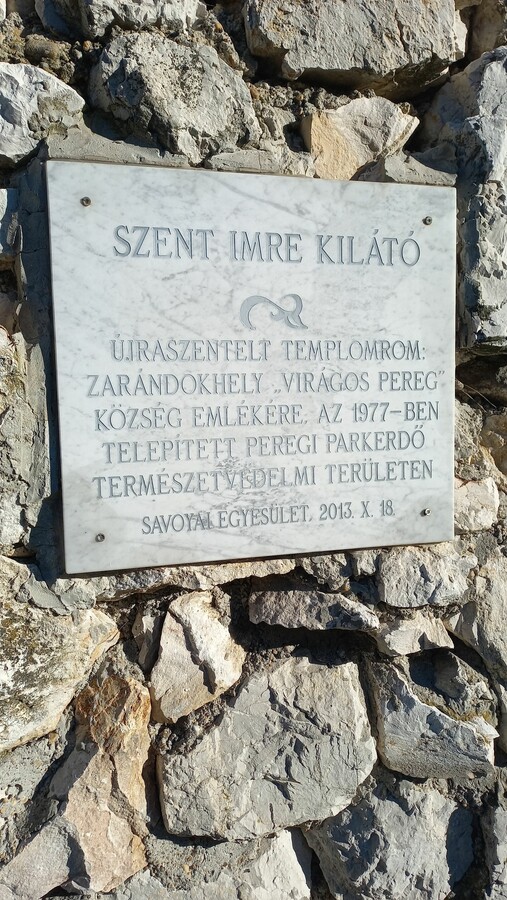 SZENT IMRE KILÁTÓ
ÚJRASZENTELT TEMPLOMROM:
ZARÁNDOKHELY „VIRÁGOS PEREG"
KÖZSÉG EMLÉKÉRE, AZ 1977-BEN
TELEPÍTETT PEREGI PARKERDŐ
TERMÉSZETVÉDELMI TERÜLETEN
SAVOYAI EGYESÜLET, 2013. X. 18.